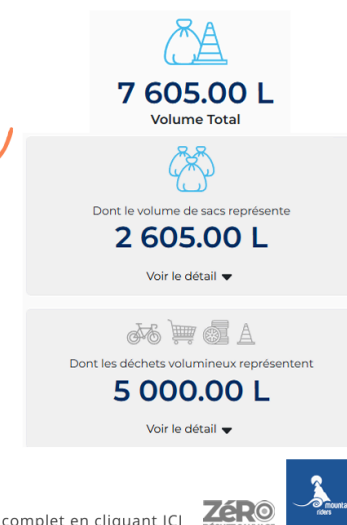 7 605.00 L
Volume Total
Dont le volume de sacs représente
2 605.00 L
Voir le détail
Dont les déchets volumineux représentent
5 000.00 L
Voir le détail
complet en cliquant ICI
ZéRO
riders